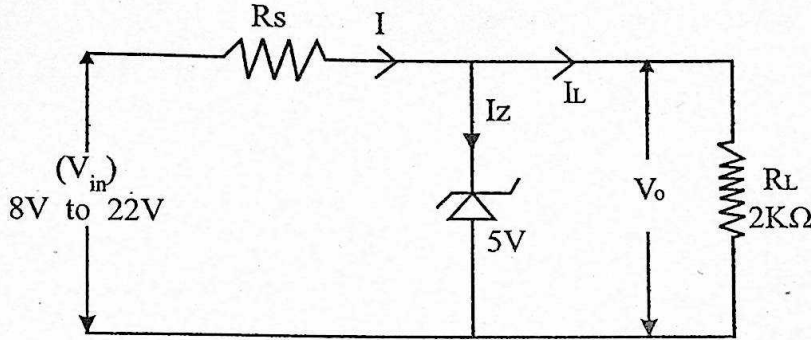 Rs
I
IL
Iz
(Vin)
8V to 22V
5V
Vo
RL
2KΩ